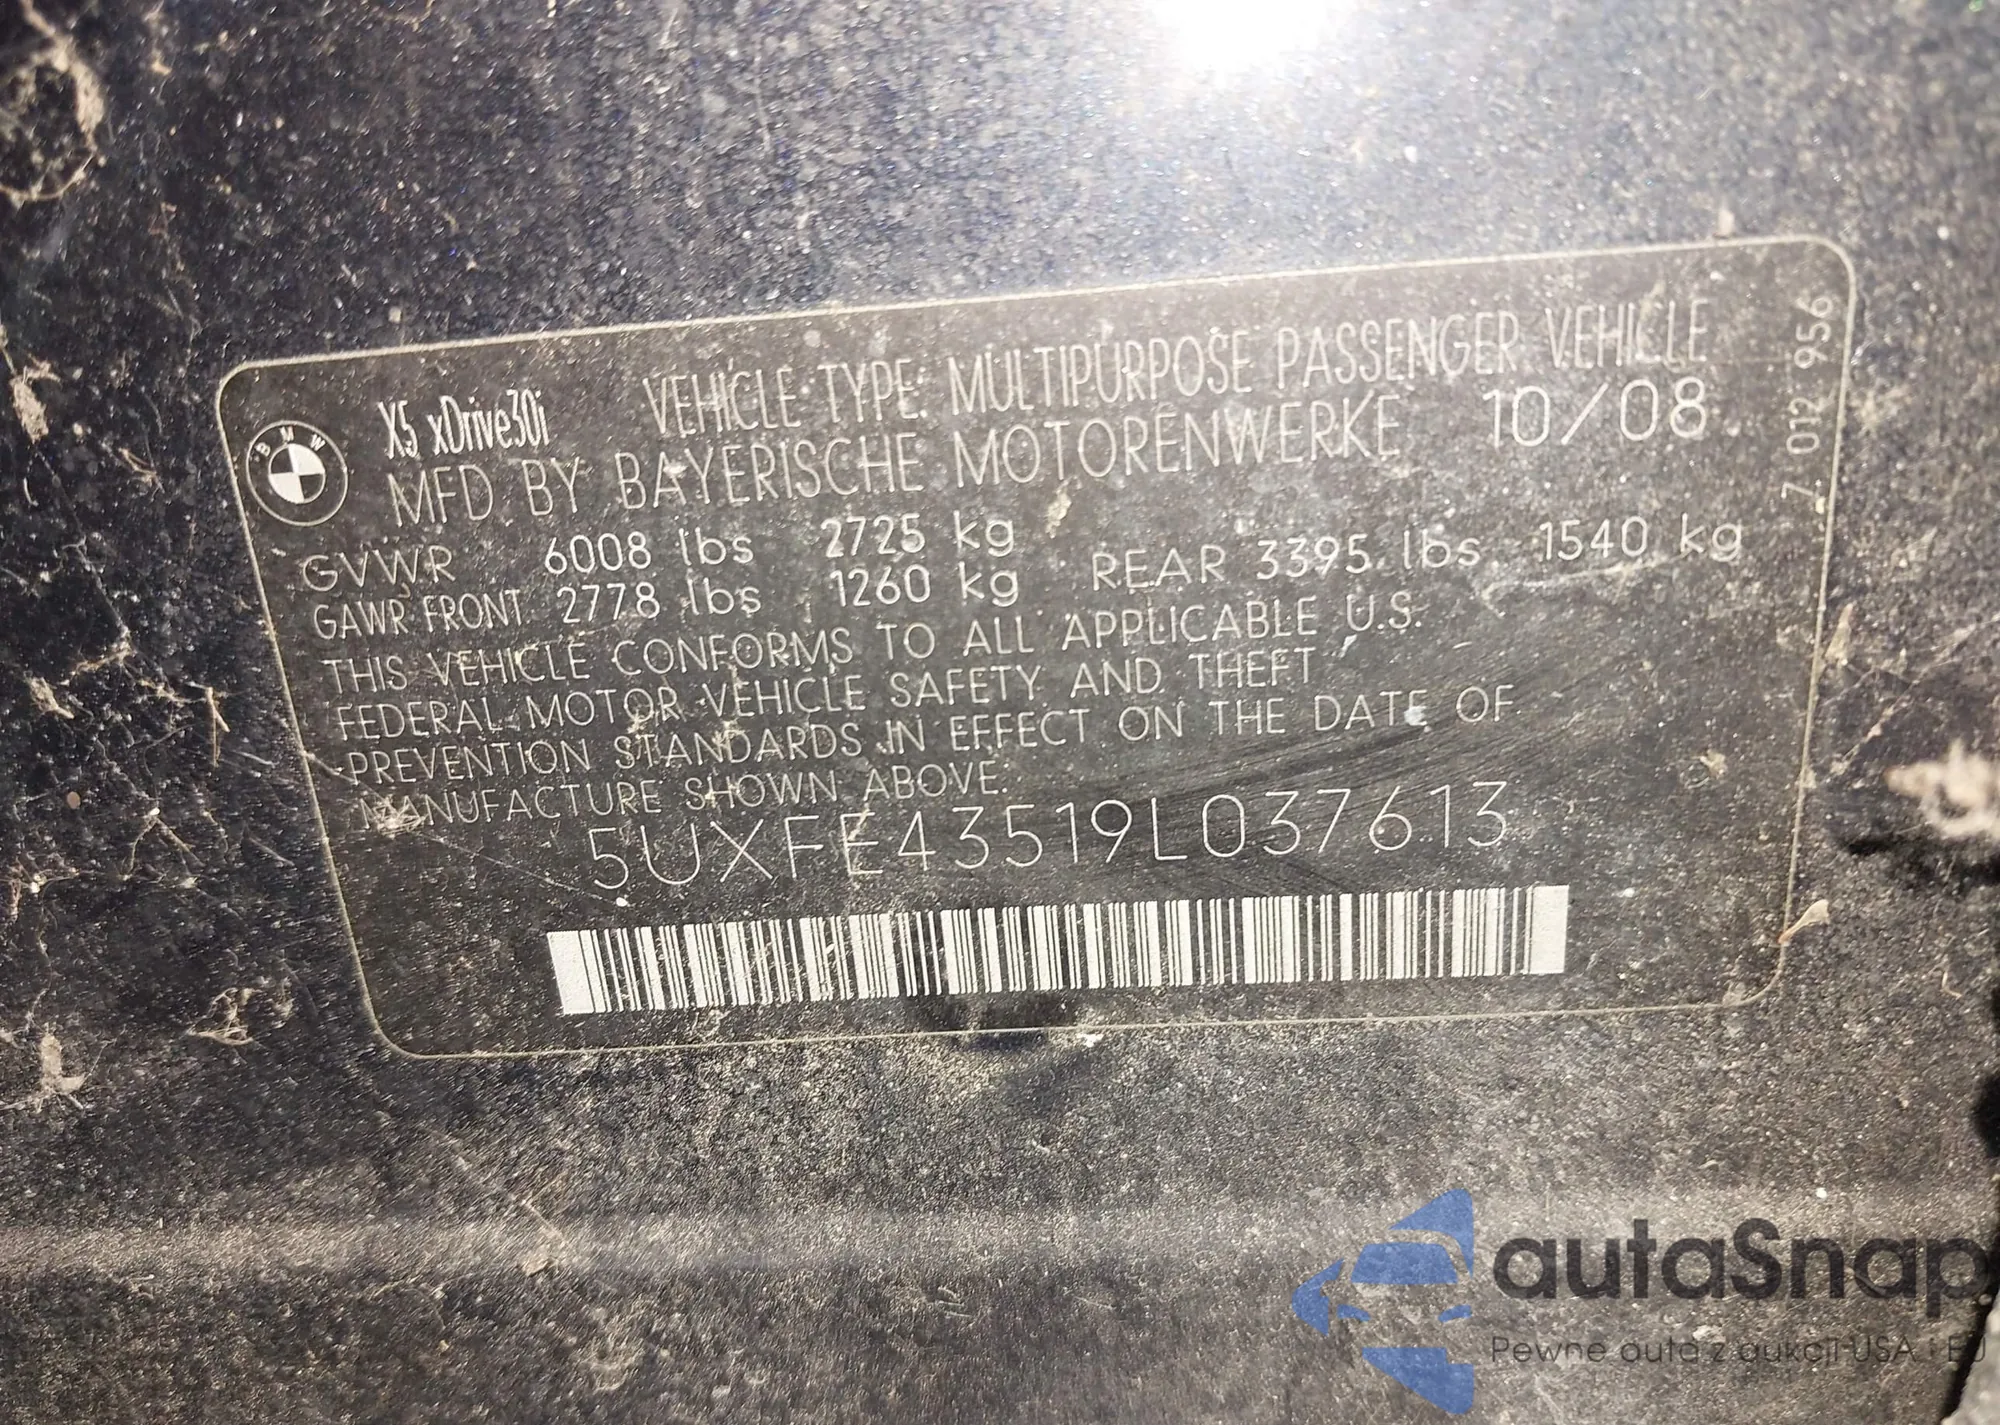 BMW
X5 xDrive30i VEHICLE TYPE: MULTIPURPOSE PASSENGER VEHICLE
MFD BY BAYERISCHE MOTORENWERKE 10/08
GVWR 6008 lbs 2725 kg
GAWR FRONT 2778 lbs 1260 kg REAR 3395 lbs 1540 kg
THIS VEHICLE CONFORMS TO ALL APPLICABLE U.S.
FEDERAL MOTOR VEHICLE SAFETY AND THEFT
PREVENTION STANDARDS IN EFFECT ON THE DATE OF
MANUFACTURE SHOWN ABOVE.
5UXFE43519L037613
7 012 956
autaSnap
Pewne auta z aukcji USA i EU